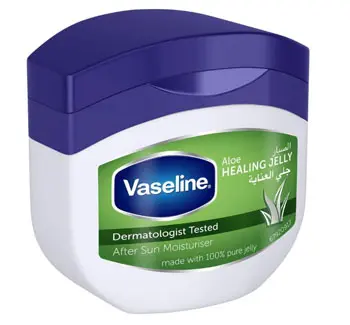 Aloe
الصبار
HEALING JELLY
جلي العناية
Vaseline
Dermatologist Tested
After Sun Moisturiser
made with 100% pure jelly